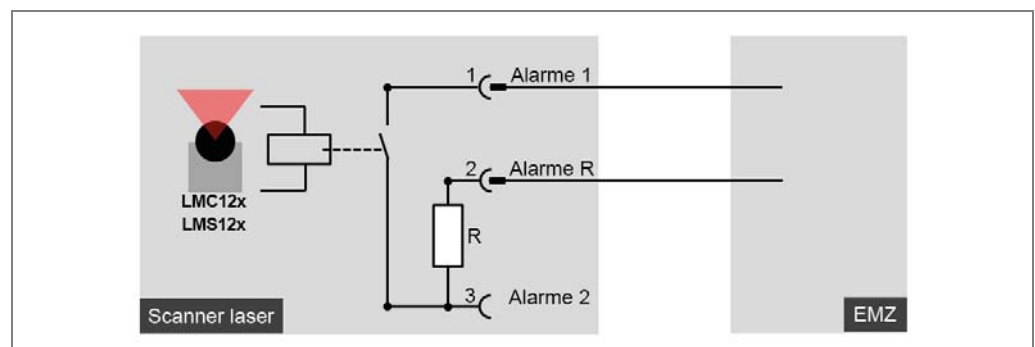 1 Alarme 1
2 Alarme R
LMC12x
LMS12x
R
3 Alarme 2
Scanner laser
EMZ